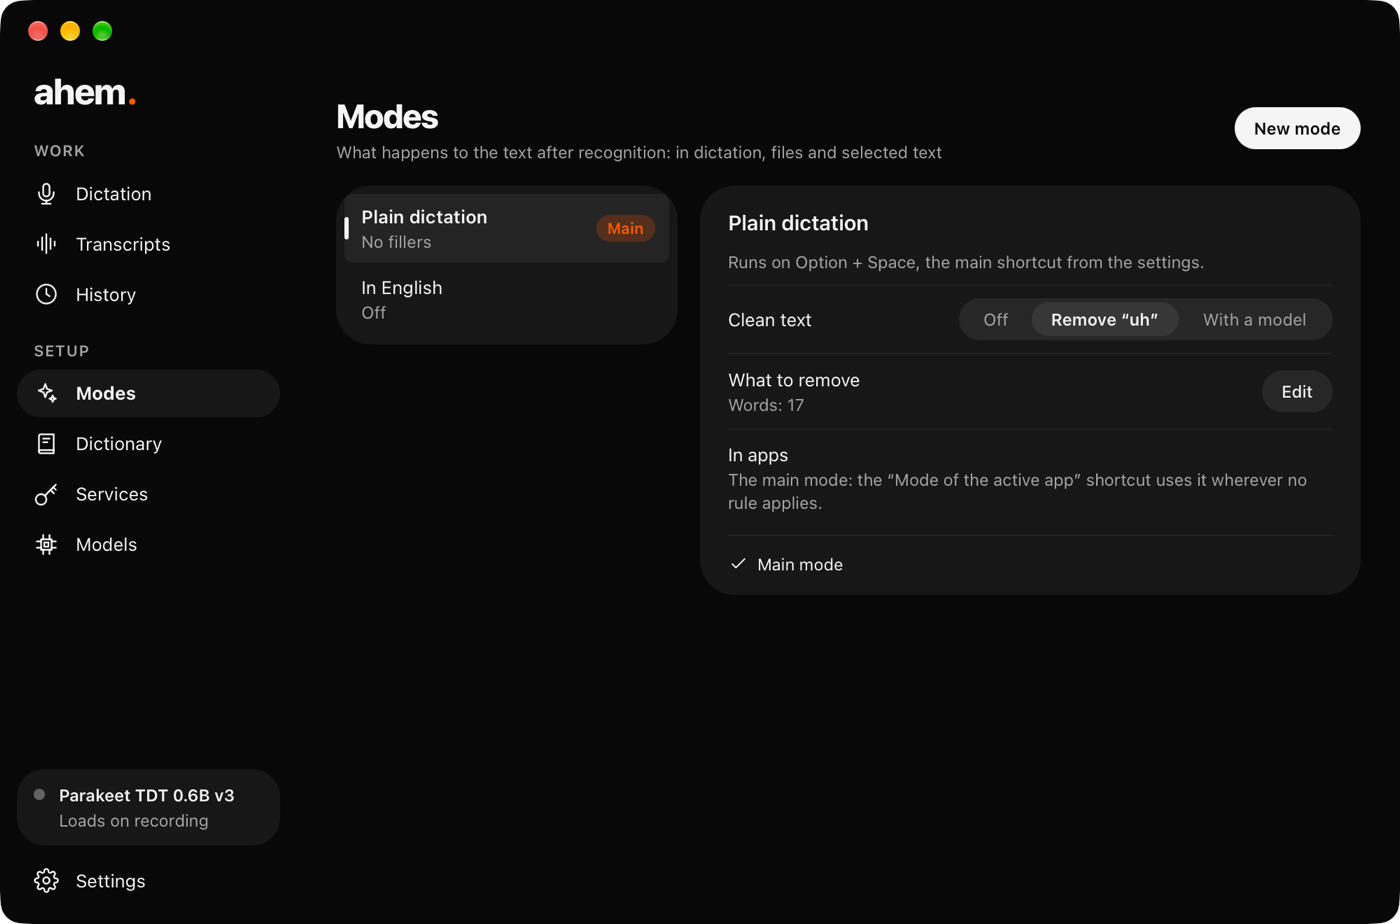 ahem.
WORK
Dictation
Transcripts
History
SETUP
Modes
Dictionary
Services
Models
Parakeet TDT 0.6B v3
Loads on recording
Settings
Modes
What happens to the text after recognition: in dictation, files and selected text
New mode
Plain dictation
No fillers
Main
In English
Off
Plain dictation
Runs on Option + Space, the main shortcut from the settings.
Clean text
Off
Remove “uh”
With a model
What to remove
Words: 17
Edit
In apps
The main mode: the “Mode of the active app” shortcut uses it wherever no
rule applies.
Main mode